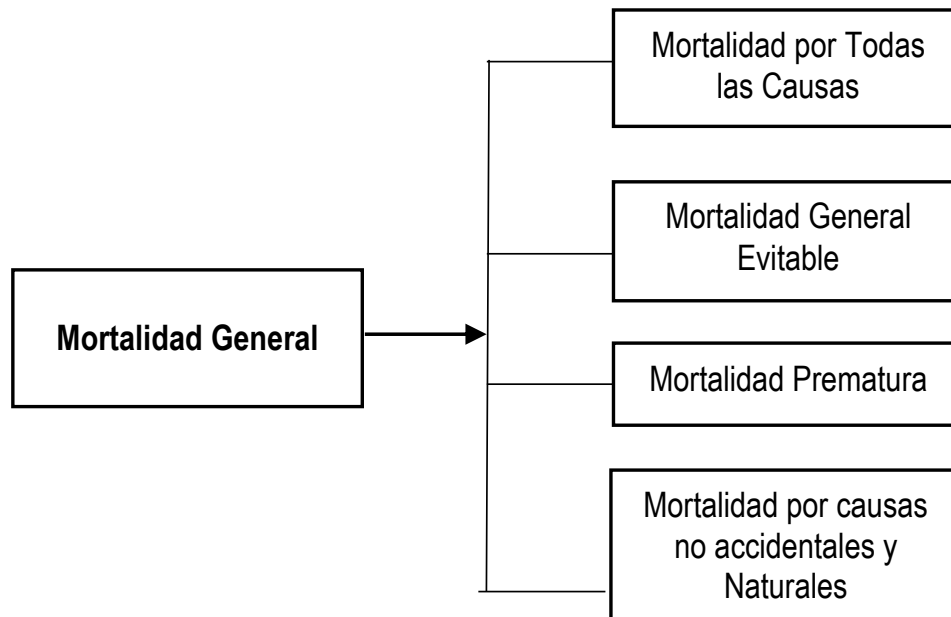 Mortalidad por Todas
las Causas
Mortalidad General
Evitable
Mortalidad General
Mortalidad Prematura
Mortalidad por causas
no accidentales y
Naturales